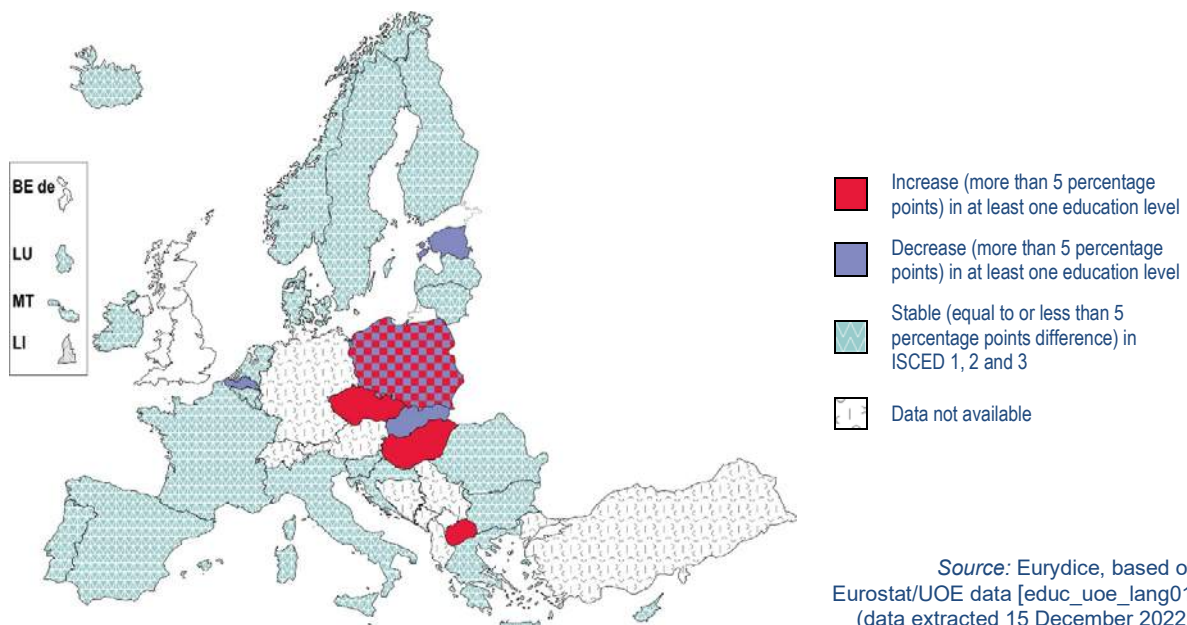 BE de
LU
MT
LI
Increase (more than 5 percentage
points) in at least one education level
Decrease (more than 5 percentage
points) in at least one education level
Stable (equal to or less than 5
percentage points difference) in
ISCED 1, 2 and 3
Data not available
Source: Eurydice, based o
Eurostat/UOE data [educ_uoe_lang01
(data extracted 15 December 2022